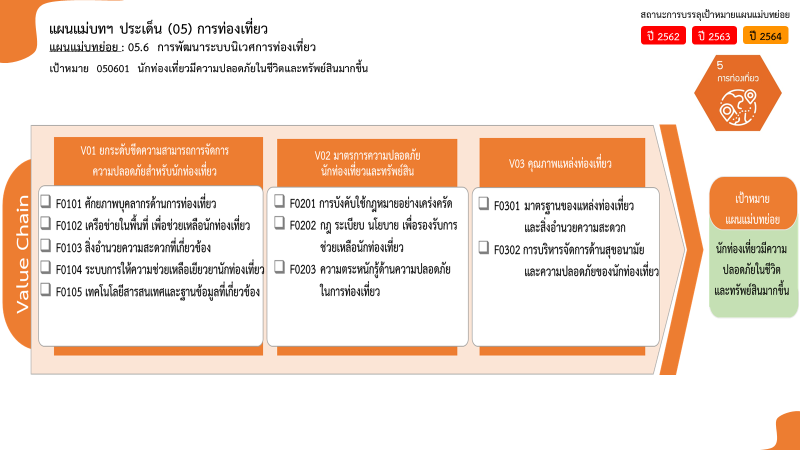 แผนแม่บทฯ ประเด็น (05) การท่องเที่ยว
แผนแม่บทย่อย : 05.6 การพัฒนาระบบนิเวศการท่องเที่ยว
เป้าหมาย 050601 นักท่องเที่ยวมีความปลอดภัยในชีวิตและทรัพย์สินมากขึ้น
สถานะการบรรลุเป้าหมายแผนแม่บทย่อย
ปี 2562 ปี 2563 ปี 2564
5
การท่องเที่ยว
Value Chain
V01 ยกระดับขีดความสามารถการจัดการ
ความปลอดภัยสำหรับนักท่องเที่ยว
F0101 ศักยภาพบุคลากรด้านการท่องเที่ยว
F0102 เครือข่ายในพื้นที่ เพื่อช่วยเหลือนักท่องเที่ยว
F0103 สิ่งอำนวยความสะดวกที่เกี่ยวข้อง
F0104 ระบบการให้ความช่วยเหลือเยียวยานักท่องเที่ยว
F0105 เทคโนโลยีสารสนเทศและฐานข้อมูลที่เกี่ยวข้อง
V02 มาตรการความปลอดภัย
นักท่องเที่ยวและทรัพย์สิน
F0201 การบังคับใช้กฎหมายอย่างเคร่งครัด
F0202 กฎ ระเบียบ นโยบาย เพื่อรองรับการ
ช่วยเหลือนักท่องเที่ยว
F0203 ความตระหนักรู้ด้านความปลอดภัย
ในการท่องเที่ยว
V03 คุณภาพแหล่งท่องเที่ยว
F0301 มาตรฐานของแหล่งท่องเที่ยว
และสิ่งอำนวยความสะดวก
F0302 การบริหารจัดการด้านสุขอนามัย
และความปลอดภัยของนักท่องเที่ยว
เป้าหมาย
แผนแม่บทย่อย
นักท่องเที่ยวมีความ
ปลอดภัยในชีวิต
และทรัพย์สินมากขึ้น